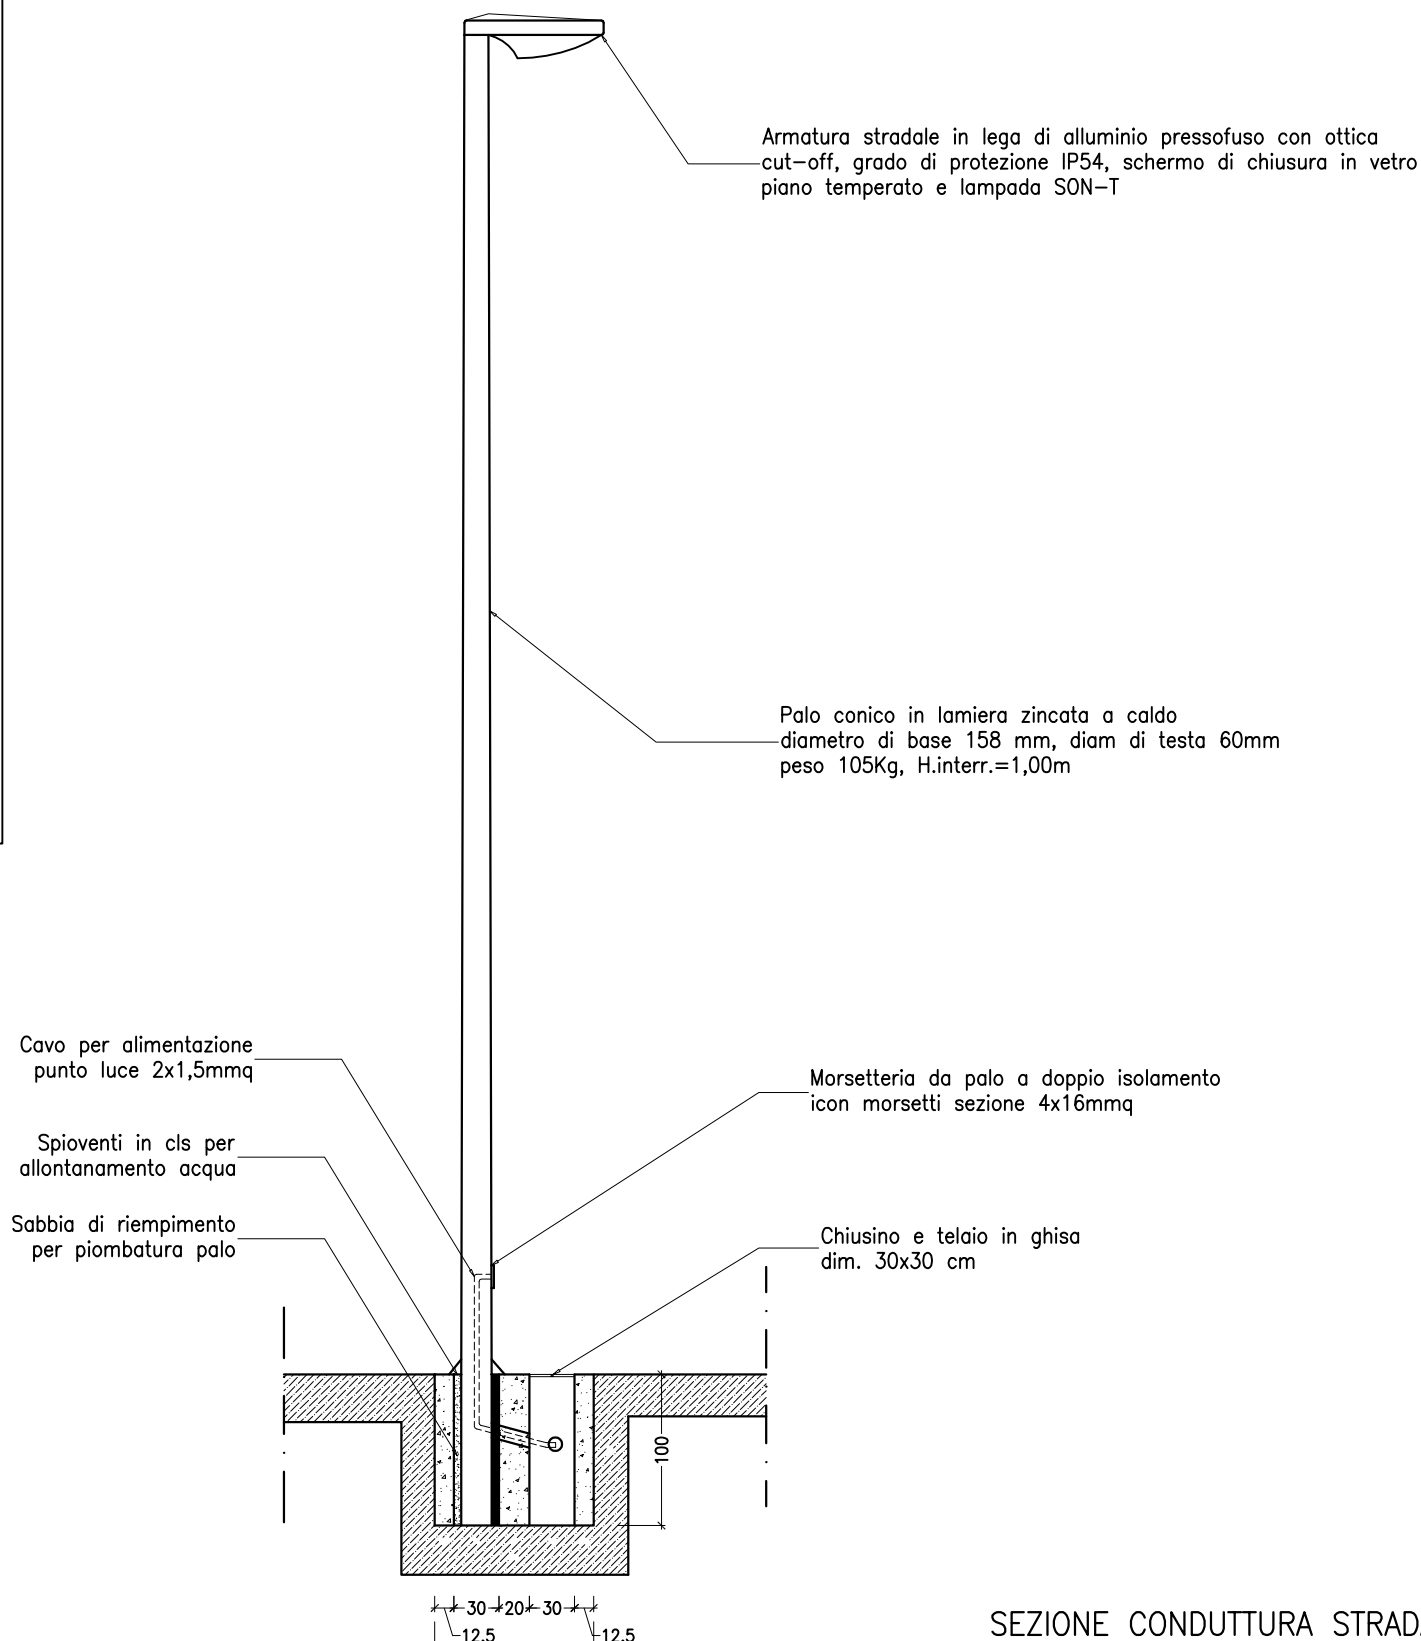 Armatura stradale in lega di alluminio pressofuso con ottica
cut-off, grado di protezione IP54, schermo di chiusura in vetro
piano temperato e lampada SON-T
Palo conico in lamiera zincata a caldo
diametro di base 158 mm, diam di testa 60mm
peso 105Kg, H.interr.=1,00m
Cavo per alimentazione
punto luce 2x1,5mmq
Morsetteria da palo a doppio isolamento
icon morsetti sezione 4x16mmq
Spioventi in cls per
allontanamento acqua
Sabbia di riempimento
per piombatura palo
Chiusino e telaio in ghisa
dim. 30x30 cm
100
30 20 30
12.5 12.5
SEZIONE CONDUTTURA STRAD